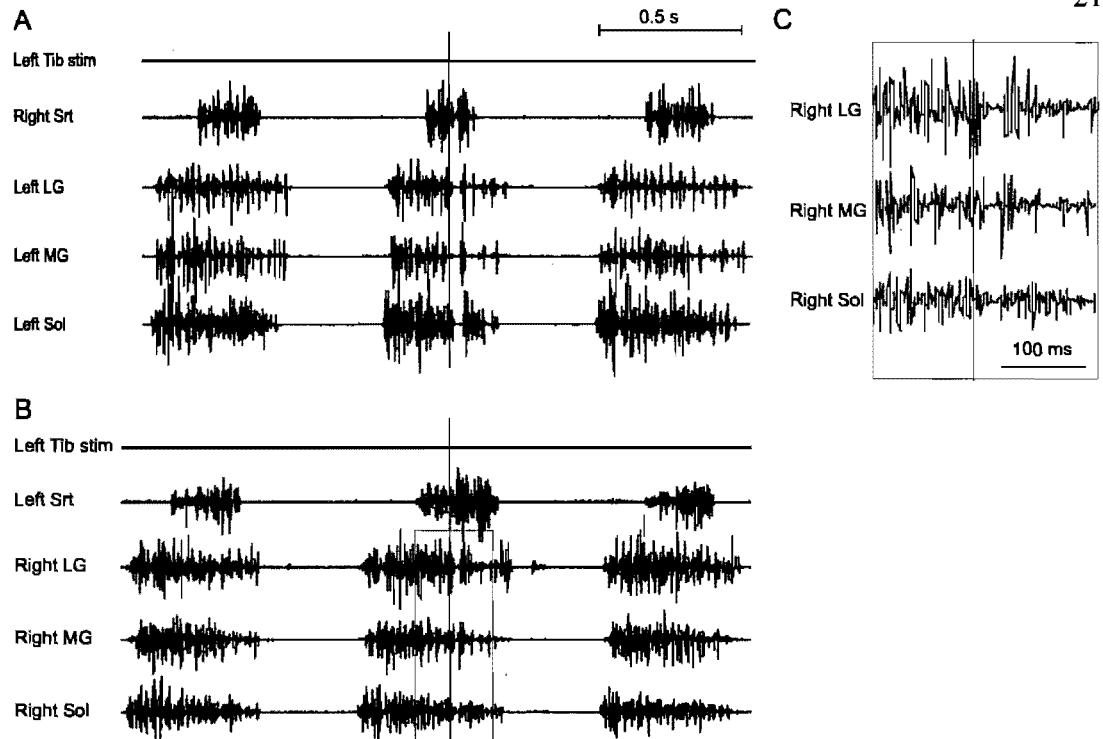 A
0.5 s
Left Tib stim
Right Srt
Left LG
Left MG
Left Sol
B
Left Tib stim
Left Srt
Right LG
Right MG
Right Sol
C
Right LG
Right MG
Right Sol
100 ms